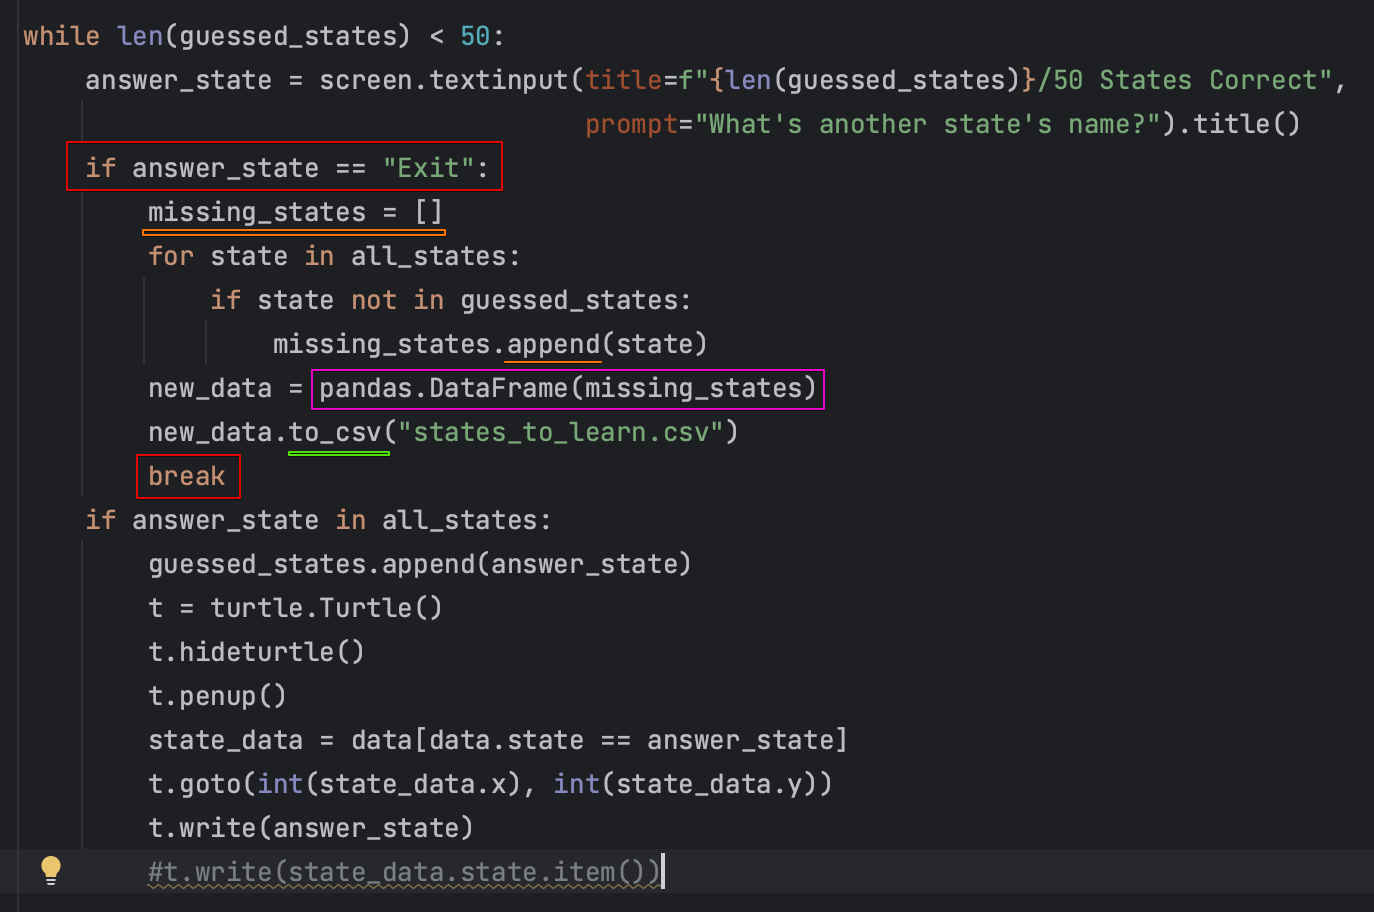 while len(guessed_states) < 50:
    answer_state = screen.textinput(title=f"{len(guessed_states)}/50 States Correct",
                                    prompt="What's another state's name?").title()
    if answer_state == "Exit":
        missing_states = []
        for state in all_states:
            if state not in guessed_states:
                missing_states.append(state)
        new_data = pandas.DataFrame(missing_states)
        new_data.to_csv("states_to_learn.csv")
        break
    if answer_state in all_states:
        guessed_states.append(answer_state)
        t = turtle.Turtle()
        t.hideturtle()
        t.penup()
        state_data = data[data.state == answer_state]
        t.goto(int(state_data.x), int(state_data.y))
        t.write(answer_state)
        #t.write(state_data.state.item())